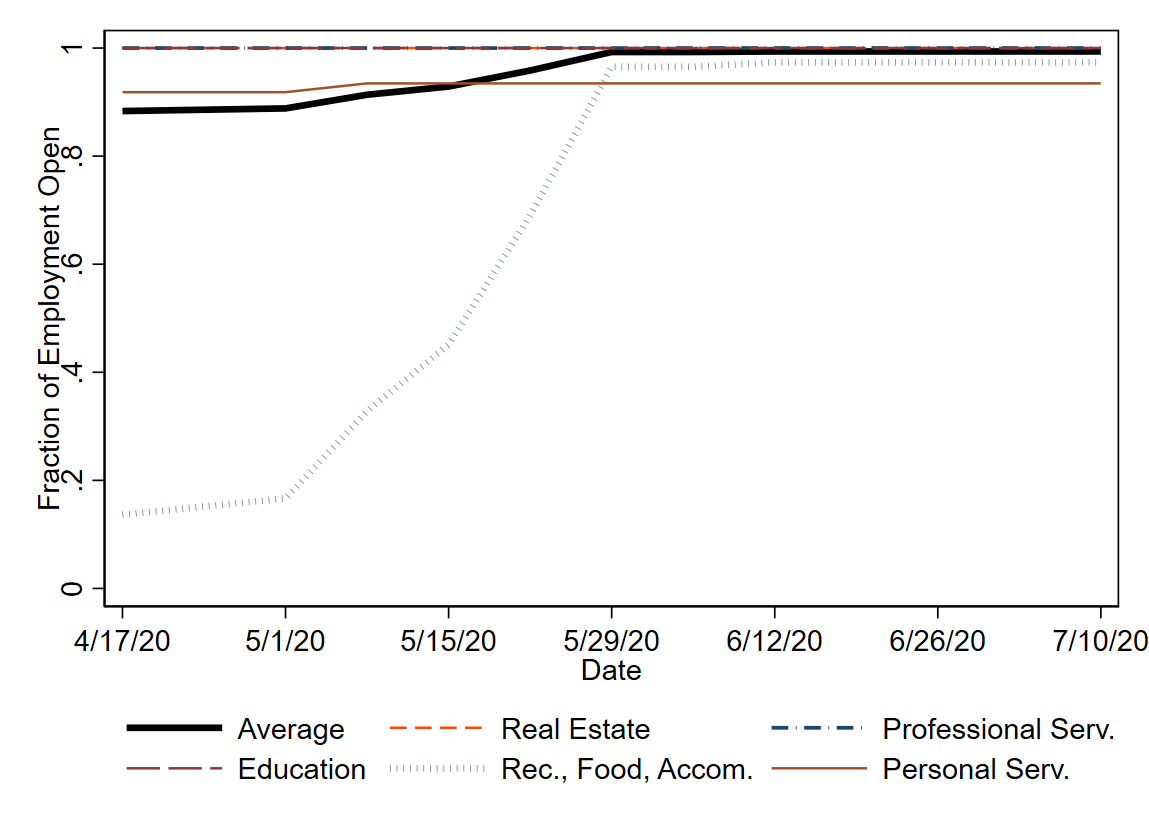 Fraction of Employment Open
1
.8
.6
.4
.2
0
4/17/20 5/1/20 5/15/20 5/29/20 6/12/20 6/26/20 7/10/20
Date
Average Real Estate Professional Serv.
Education Rec., Food, Accom. Personal Serv.